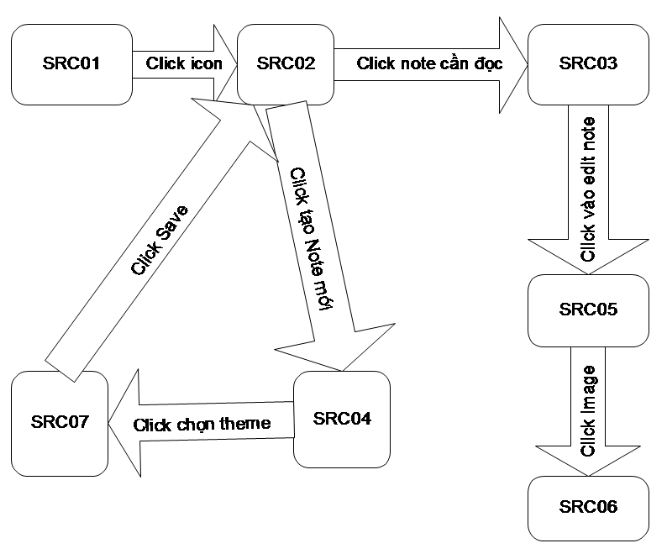 SRC01
Click icon
SRC02
Click note cần đọc
SRC03
Click Save
Click tạo Note mới
Click vào edit note
SRC05
SRC07
Click chọn theme
SRC04
Click Image
SRC06